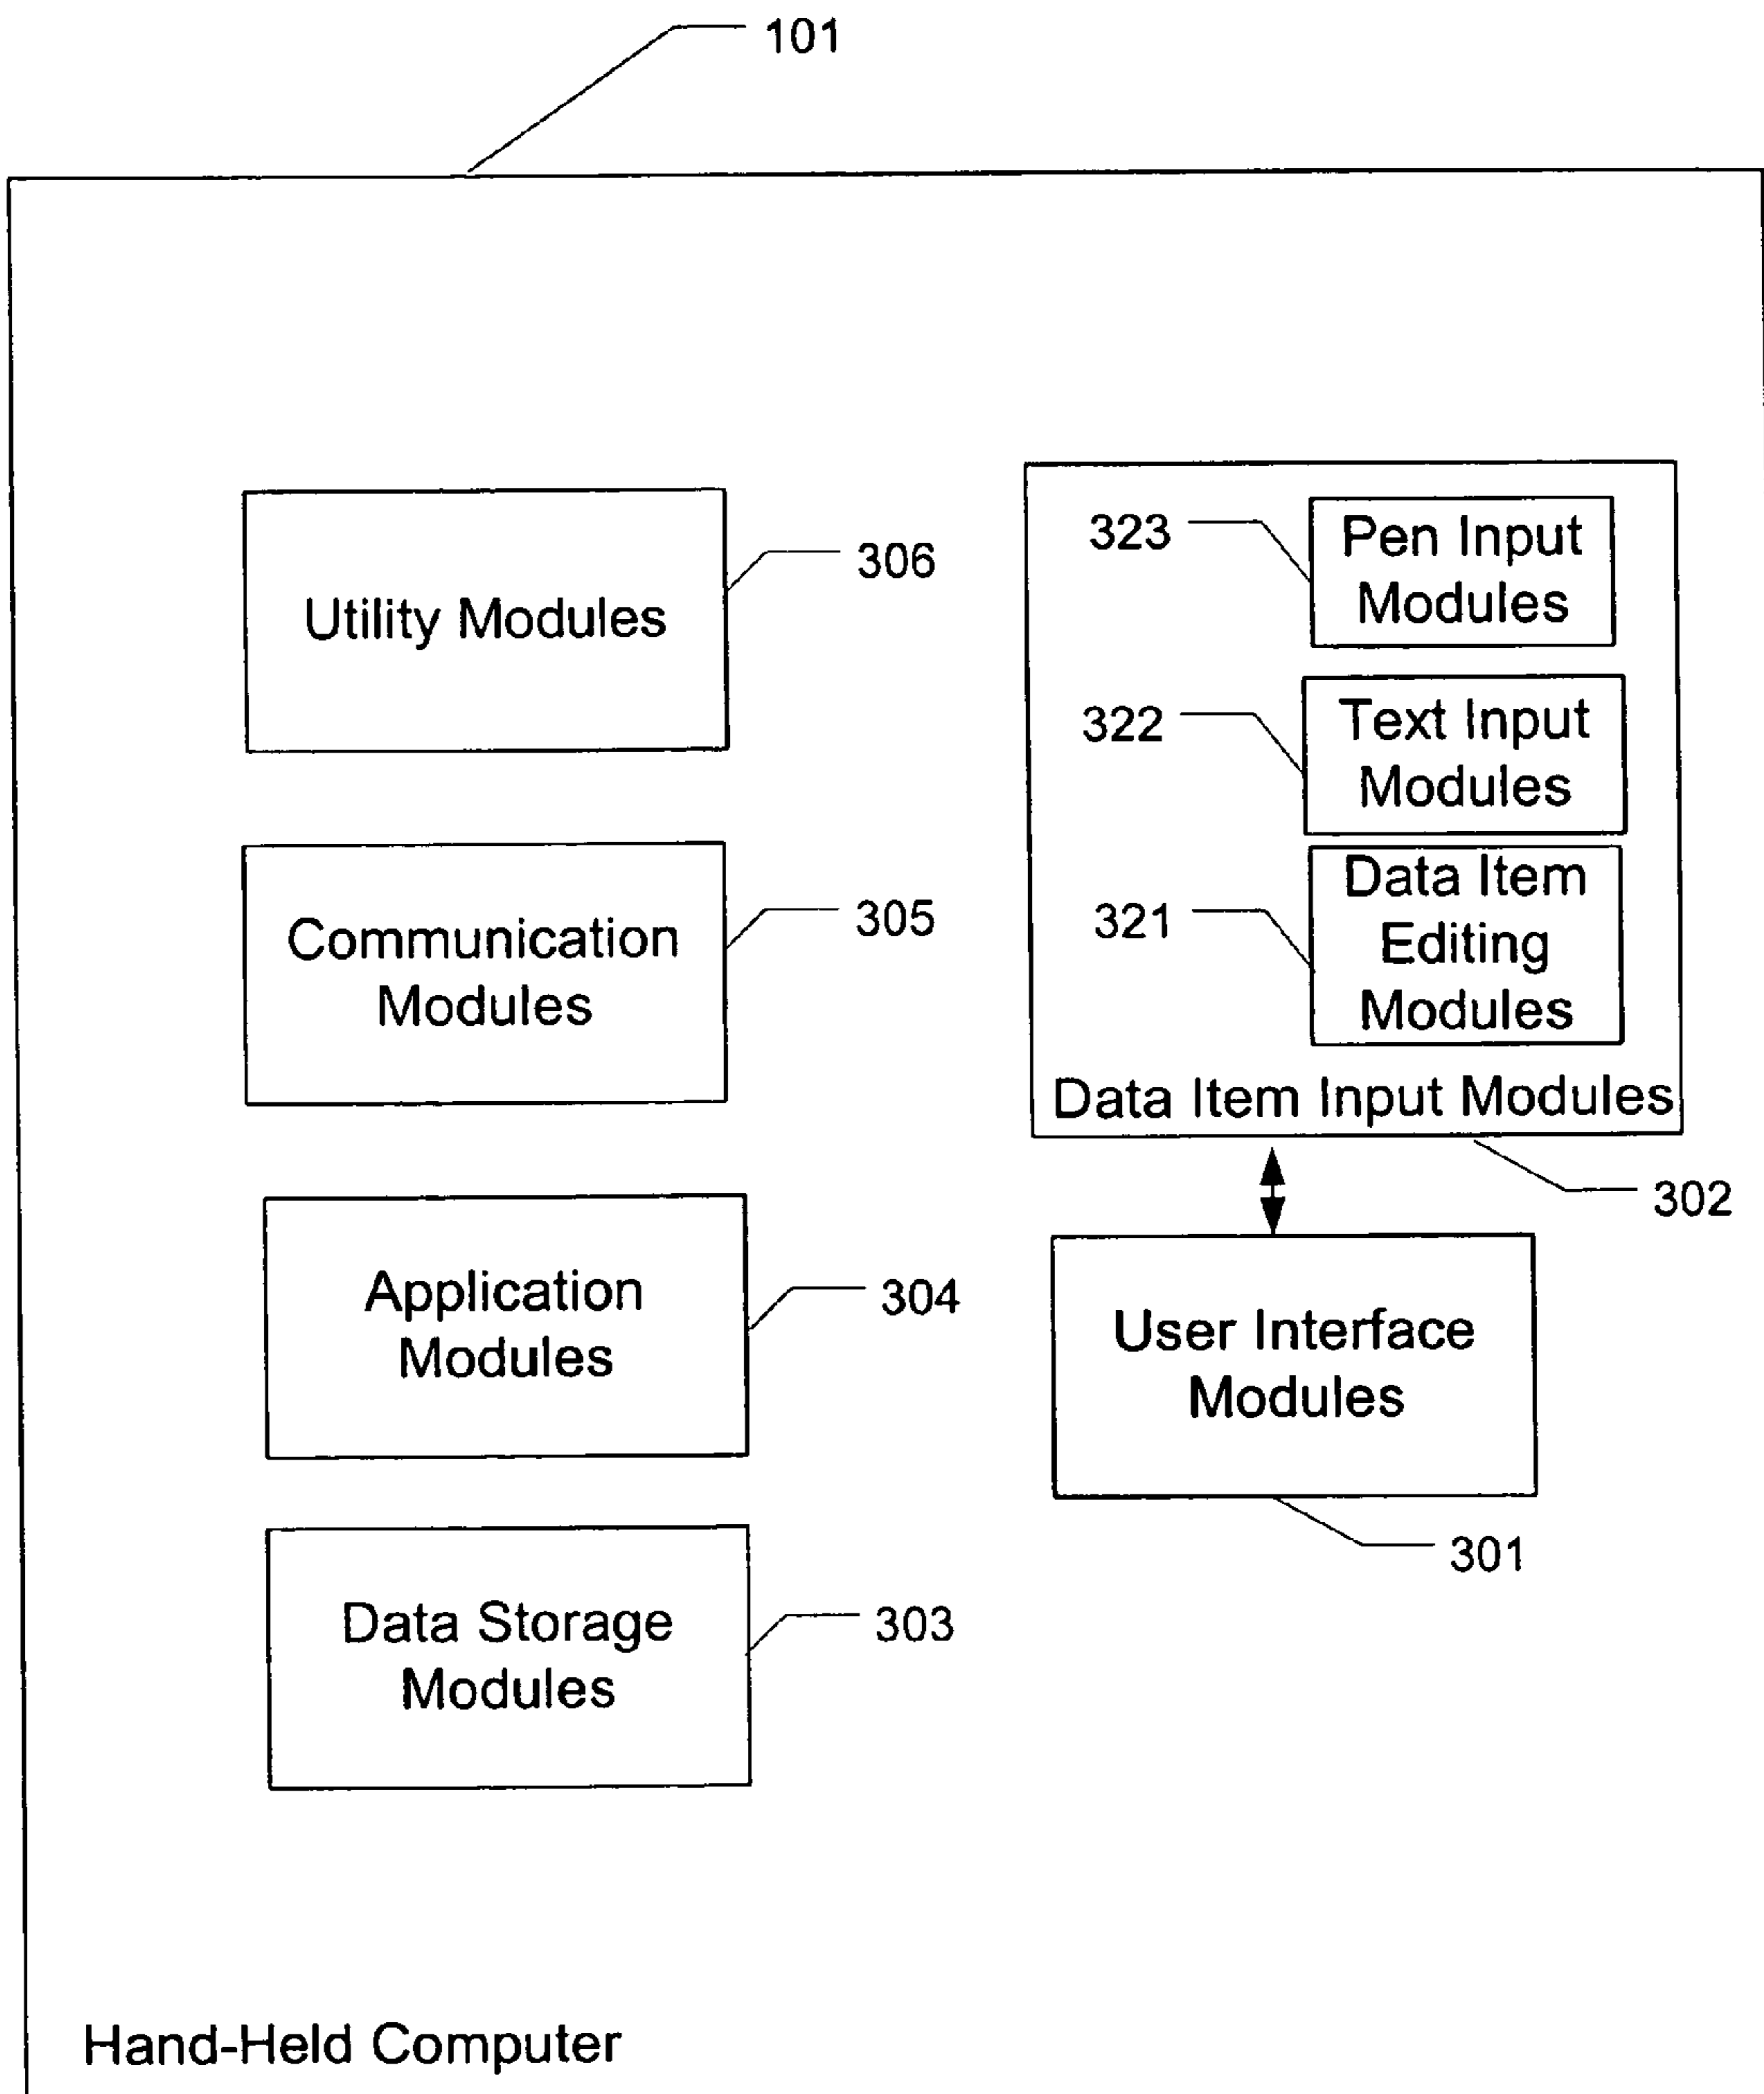 101
Utility Modules
306
Communication
Modules
305
Application
Modules
304
Data Storage
Modules
303
323
Pen Input
Modules
322
Text Input
Modules
321
Data Item
Editing
Modules
Data Item Input Modules
302
User Interface
Modules
301
Hand-Held Computer